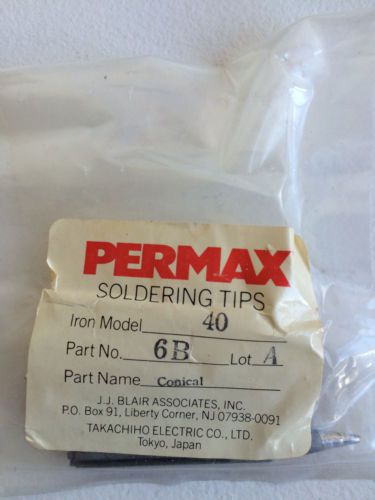 PERMAX
SOLDERING TIPS
Iron Model 40
Part No. 6B Lot A
Part Name Conical
J.J. BLAIR ASSOCIATES, INC.
P.O. Box 91, Liberty Corner, NJ 07938-0091
TAKACHIHO ELECTRIC CO., LTD.
Tokyo, Japan